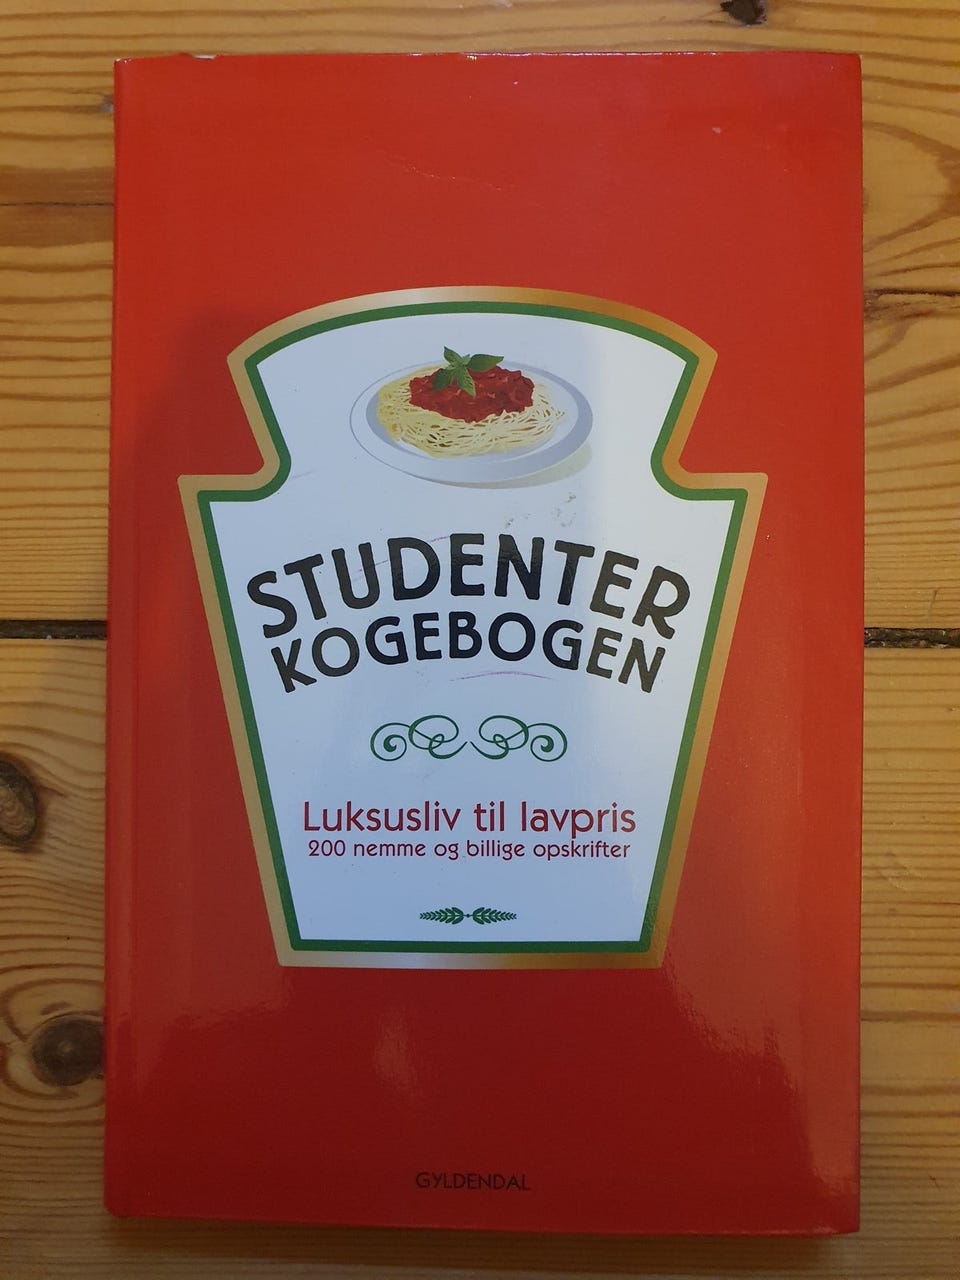 STUDENTER
KOGEBOGEN
Luksusliv til lavpris
200 nemme og billige opskrifter
GYLDENDAL